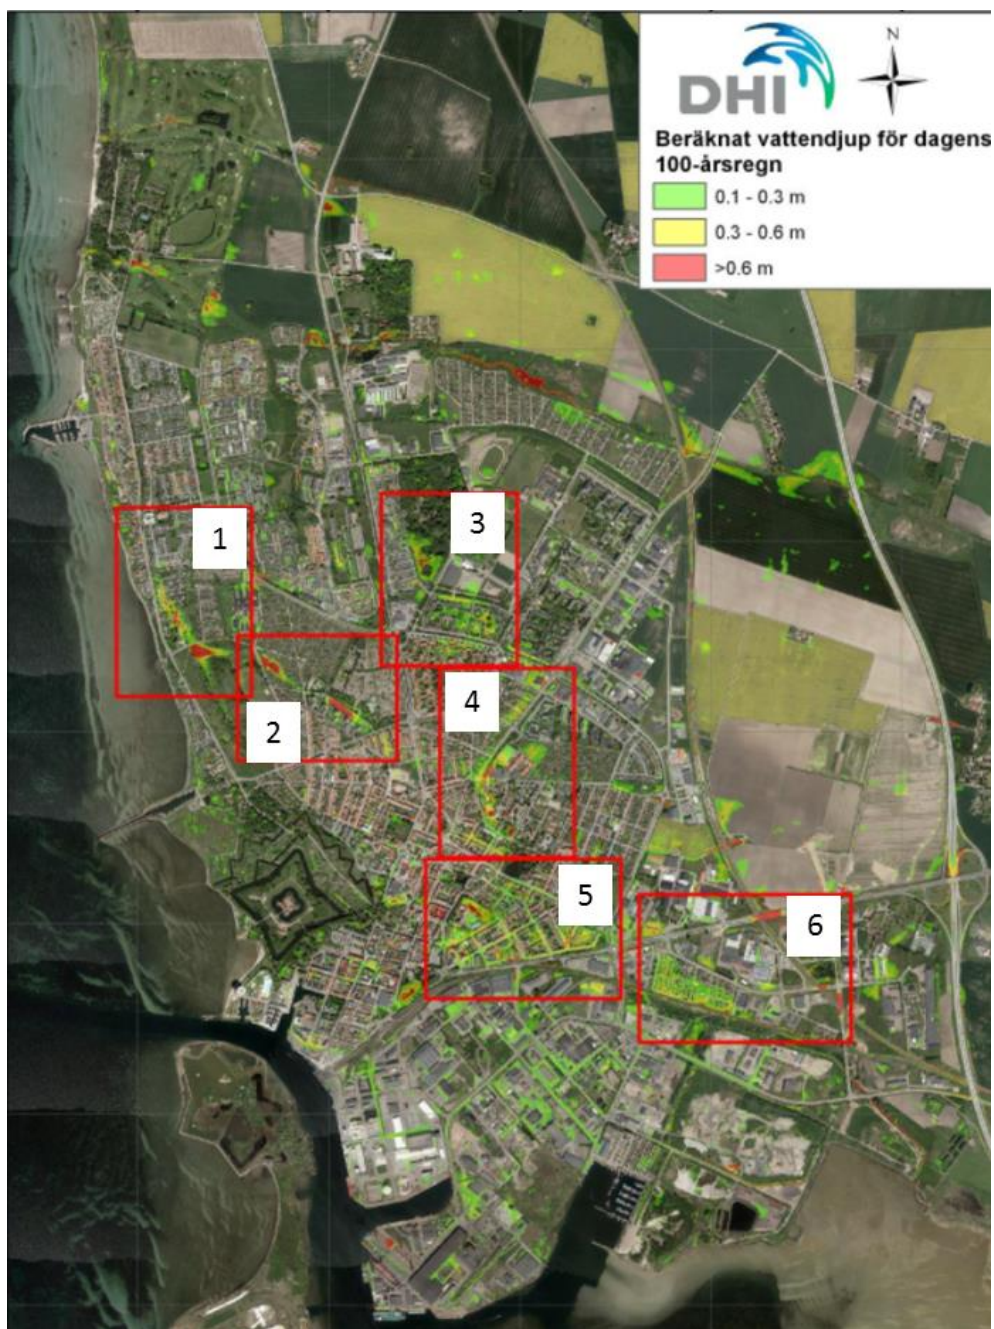 DHI
N
Beräknat vattendjup för dagens
100-årsregn
0.1 - 0.3 m
0.3 - 0.6 m
>0.6 m
1
3
2
4
5
6